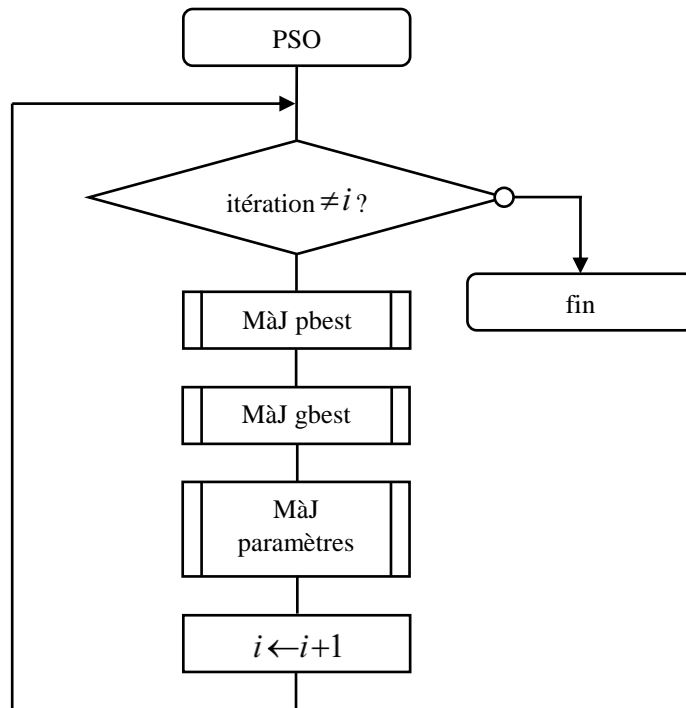 PSO
itération ≠ i ?
fin
MàJ pbest
MàJ gbest
MàJ
paramètres
i ← i+1